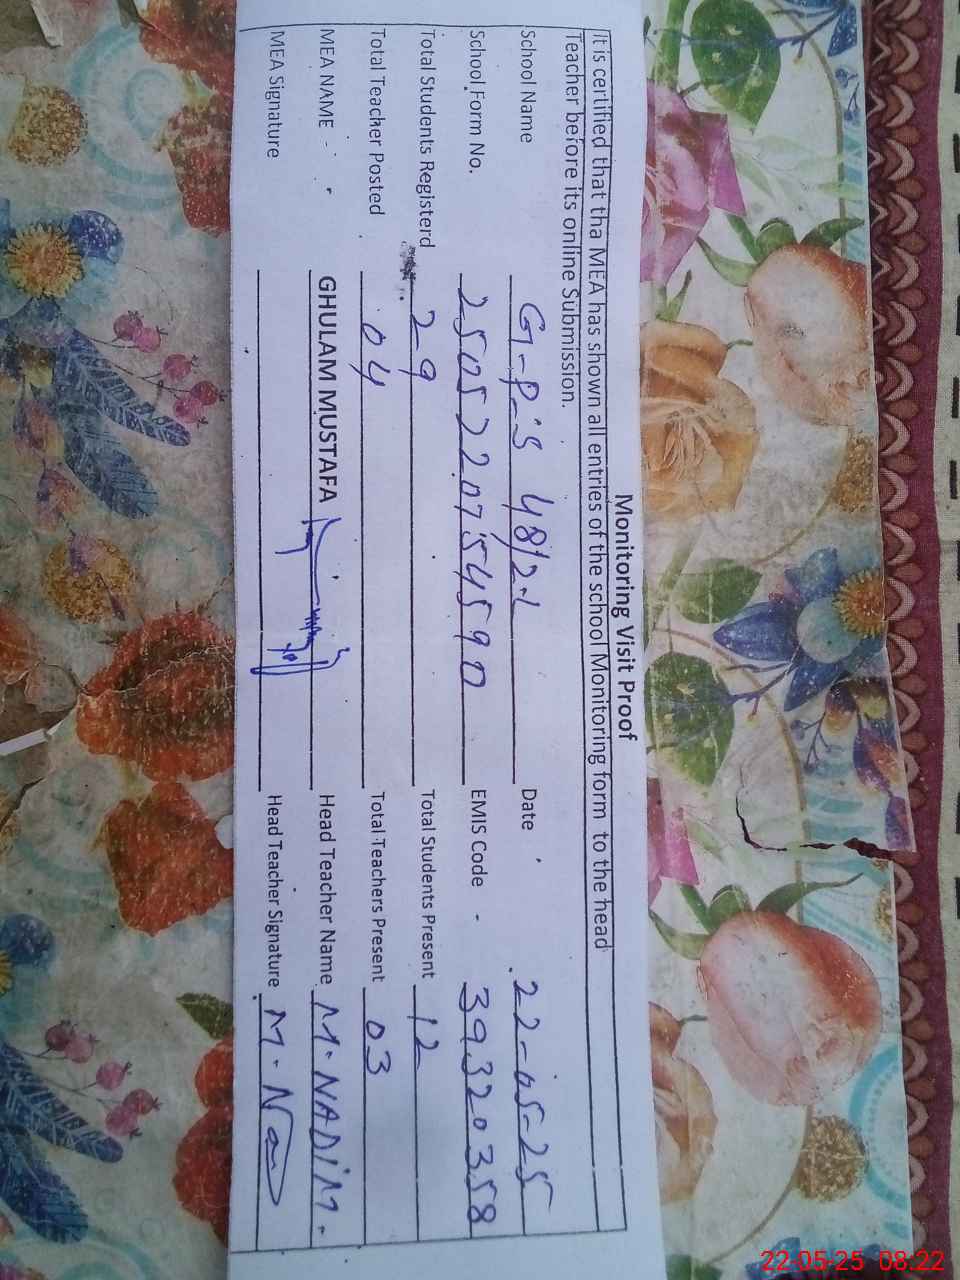 Monitoring Visit Proof
It is certified that tha MEA has shown all entries of the school Monitoring form to the head
Teacher before its online Submission.
School Name G-P-S 48/2-L Date 22-05-25
School Form No. 2505220754590 EMIS Code - 39320358
Total Students Registerd 29 Total Students Present 12
Total Teacher Posted 04 Total Teachers Present 03
MEA NAME - GHULAM MUSTAFA Head Teacher Name M. NADIM.
MEA Signature Head Teacher Signature M.
22-05-25 08:22